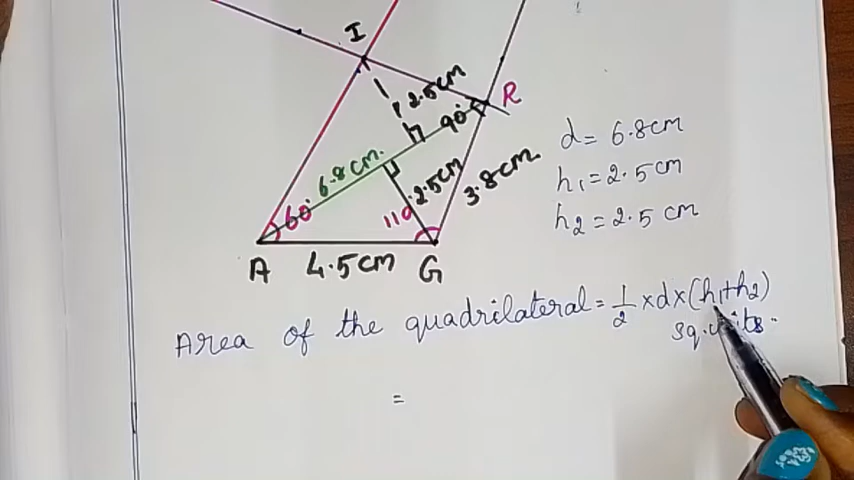 I
2.5cm
R
90°
6.8cm.
2.5cm
3.8cm.
60°
110°
A
4.5cm
G
d = 6.8cm
h₁ = 2.5cm
h₂ = 2.5 cm
Area of the quadrilateral = 1/2 × d × (h₁+h₂)
sq.units.
=